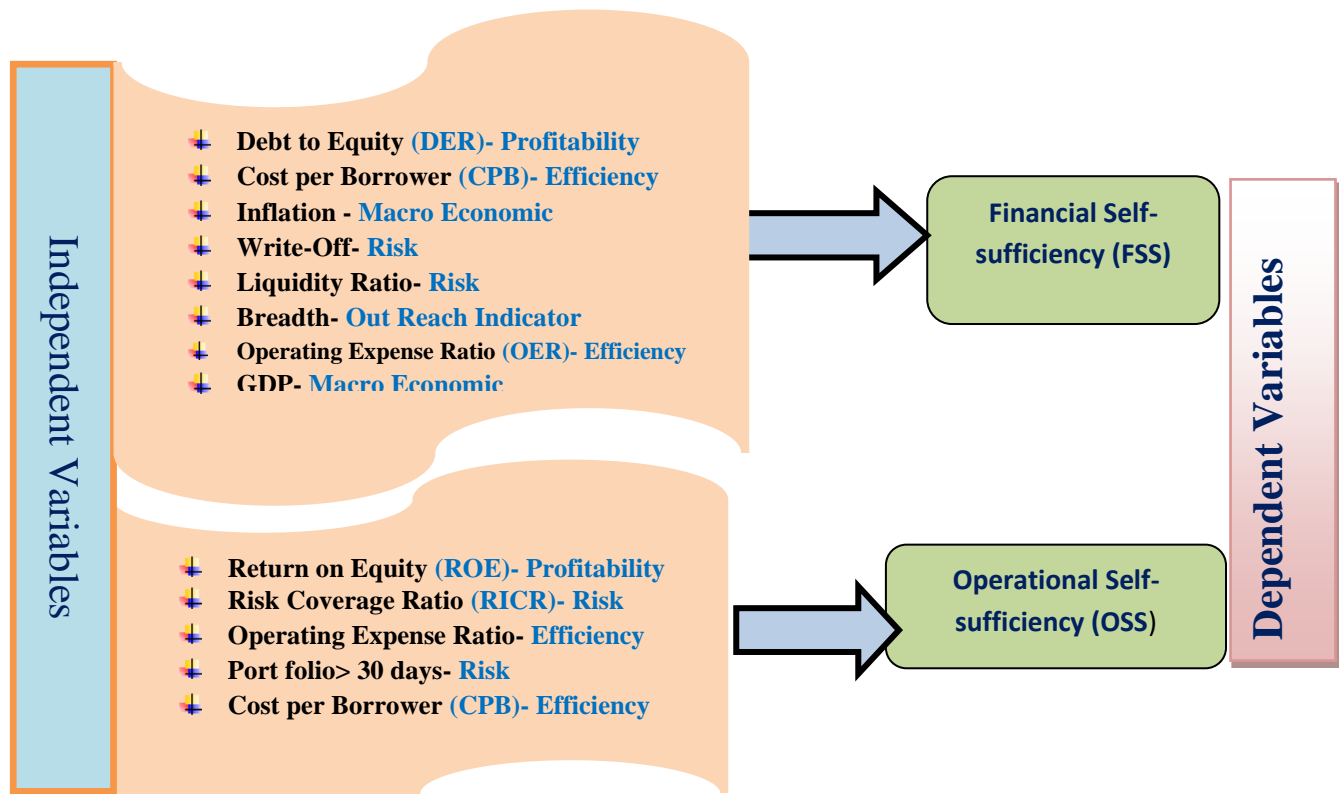 Independent Variables
Debt to Equity (DER)- Profitability
Cost per Borrower (CPB)- Efficiency
Inflation - Macro Economic
Write-Off- Risk
Liquidity Ratio- Risk
Breadth- Out Reach Indicator
Operating Expense Ratio (OER)- Efficiency
GDP- Macro Economic
Financial Self-
sufficiency (FSS)
Return on Equity (ROE)- Profitability
Risk Coverage Ratio (RICR)- Risk
Operating Expense Ratio- Efficiency
Port folio> 30 days- Risk
Cost per Borrower (CPB)- Efficiency
Operational Self-
sufficiency (OSS)
Dependent Variables